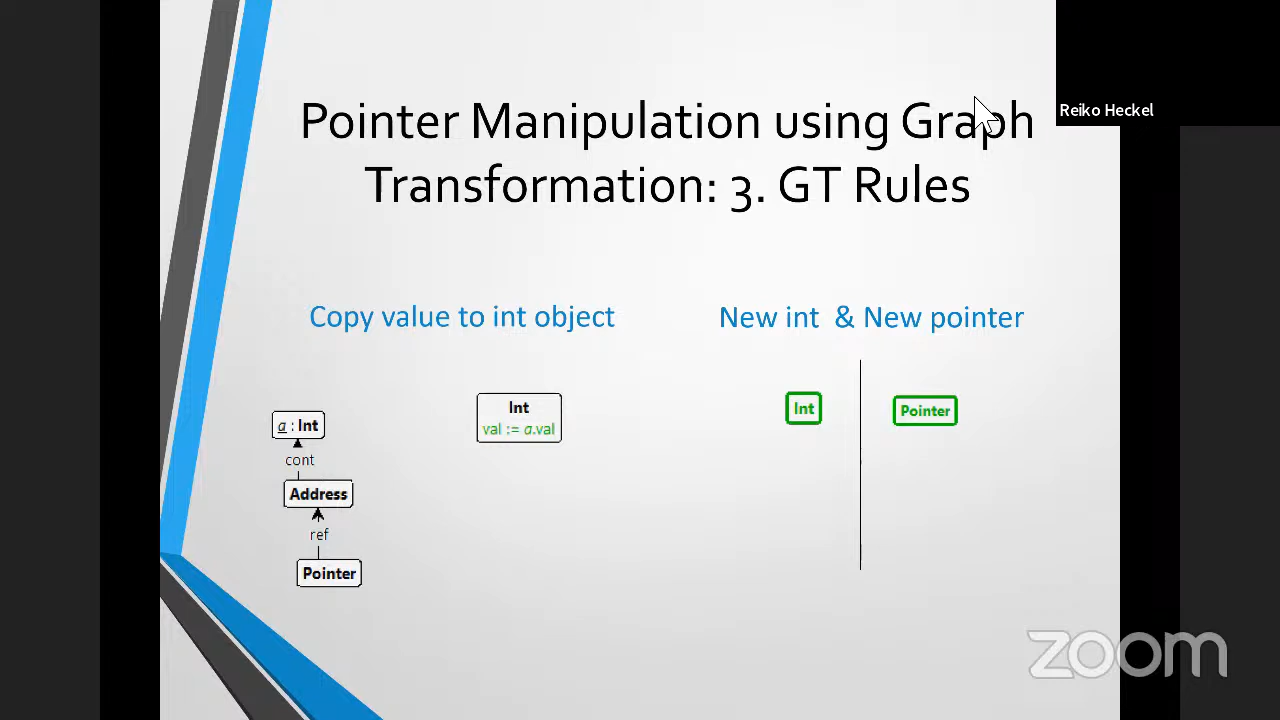 Pointer Manipulation using Graph
Transformation: 3. GT Rules
Reiko Heckel
Copy value to int object
New int & New pointer
a : Int
cont
Address
ref
Pointer
Int
val := a.val
Int
Pointer
zoom